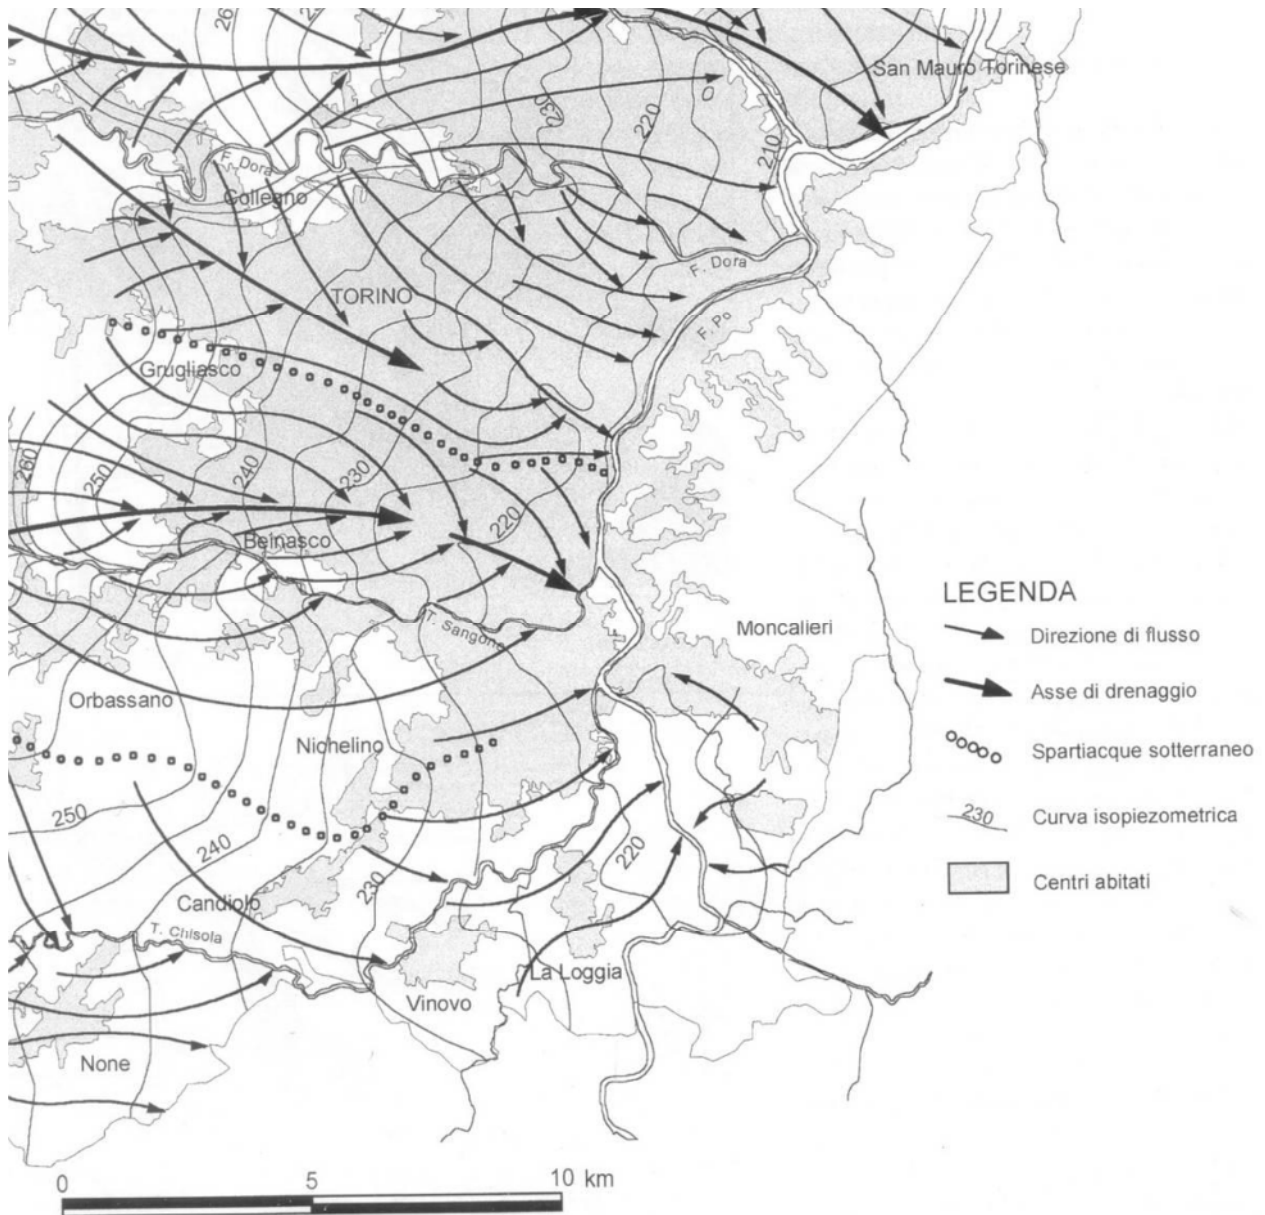 San Mauro Torinese
230
220
210
F. Dora
Collegno
F. Dora
TORINO
F. Po
Grugliasco
260
250
240
230
220
Beinasco
T. Sangone
Moncalieri
Orbassano
Nichelino
250
240
230
220
Candiolo
T. Chisola
La Loggia
Vinovo
None
LEGENDA
Direzione di flusso
Asse di drenaggio
Spartiacque sotterraneo
230
Curva isopiezometrica
Centri abitati
0
5
10 km